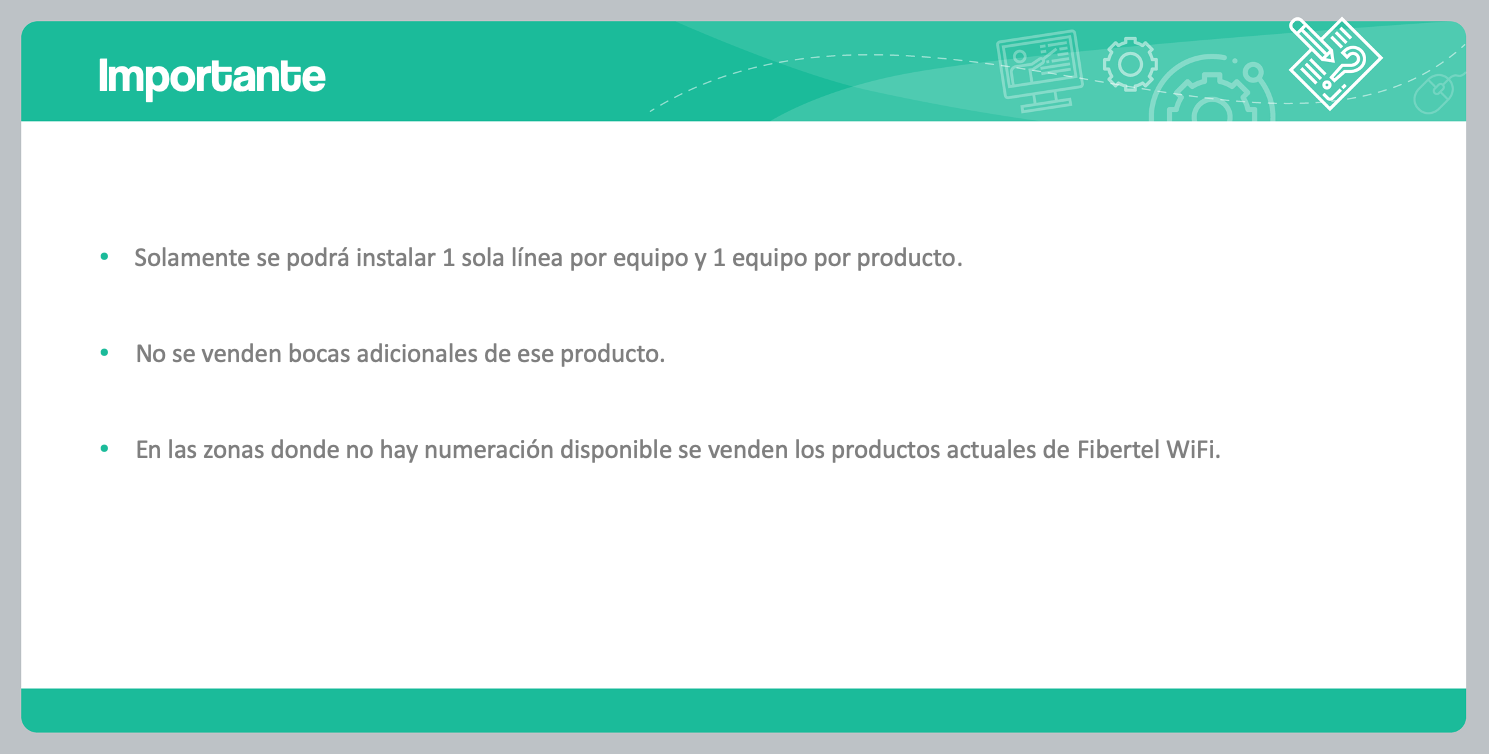 Importante
• Solamente se podrá instalar 1 sola línea por equipo y 1 equipo por producto.
• No se venden bocas adicionales de ese producto.
• En las zonas donde no hay numeración disponible se venden los productos actuales de Fibertel WiFi.